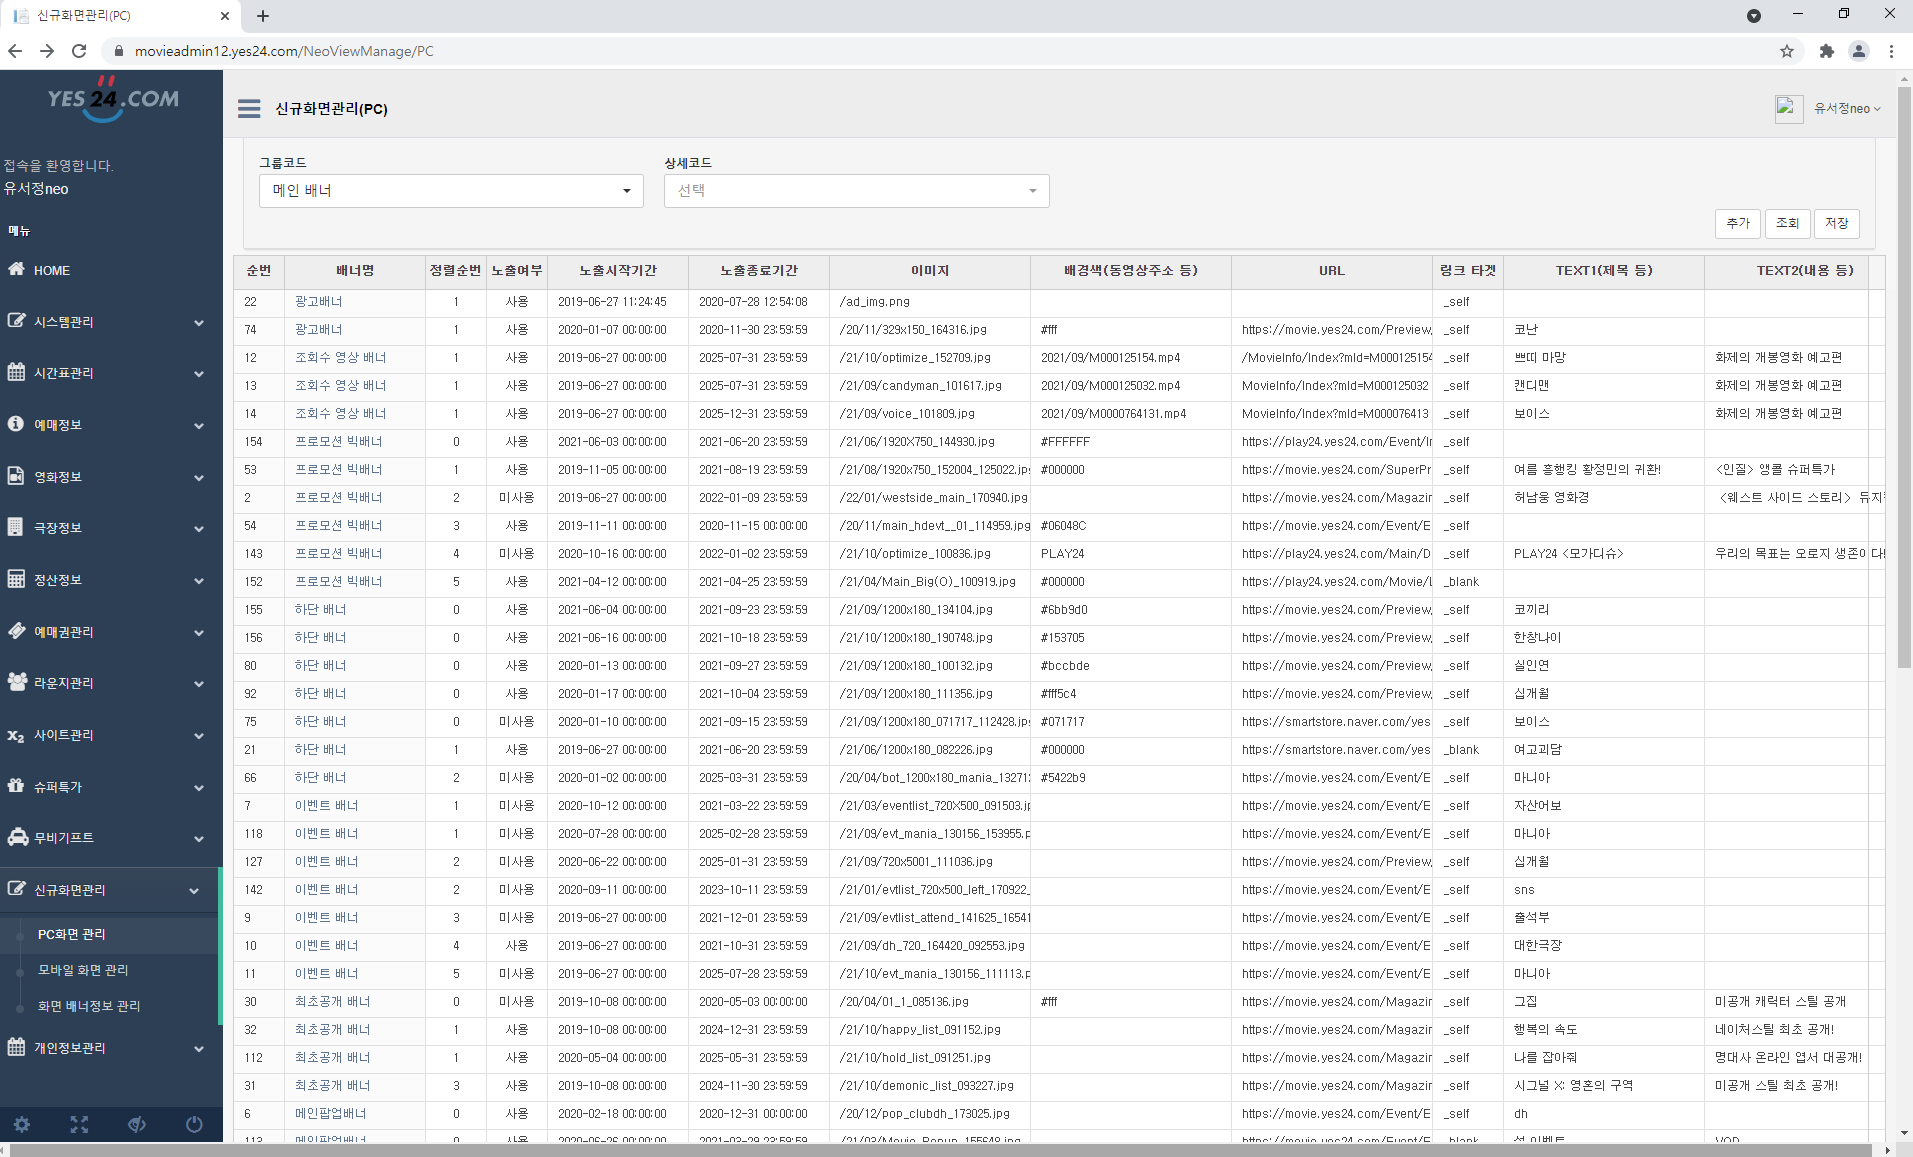 신규화면관리(PC)
movieadmin12.yes24.com/NeoViewManage/PC
YES24.COM
신규화면관리(PC)
유서정neo
접속을 환영합니다.
유서정neo
메뉴
HOME
시스템관리
시간표관리
예매정보
영화정보
극장정보
정산정보
예매권관리
라운지관리
사이트관리
슈퍼특가
무비기프트
신규화면관리
PC화면 관리
모바일 화면 관리
화면 배너정보 관리
개인정보관리
그룹코드 상세코드
메인 배너 선택
추가 조회 저장
순번 배너명 정렬순번 노출여부 노출시작기간 노출종료기간 이미지 배경색(동영상주소 등) URL 링크 타겟 TEXT1(제목 등) TEXT2(내용 등)
22 광고배너 1 사용 2019-06-27 11:24:45 2020-07-28 12:54:08 /ad_img.png _self
74 광고배너 1 사용 2020-01-07 00:00:00 2020-11-30 23:59:59 /20/11/329x150_164316.jpg #fff https://movie.yes24.com/Preview, _self 코난
12 조회수 영상 배너 1 사용 2019-06-27 00:00:00 2025-07-31 23:59:59 /21/10/optimize_152709.jpg 2021/09/M000125154.mp4 /MovieInfo/Index?mId=M000125154 _self 쁘띠 마망 화제의 개봉영화 예고편
13 조회수 영상 배너 1 사용 2019-06-27 00:00:00 2025-07-31 23:59:59 /21/09/candyman_101617.jpg 2021/09/M000125032.mp4 MovieInfo/Index?mId=M000125032 _self 캔디맨 화제의 개봉영화 예고편
14 조회수 영상 배너 1 사용 2019-06-27 00:00:00 2025-12-31 23:59:59 /21/09/voice_101809.jpg 2021/09/M0000764131.mp4 MovieInfo/Index?mId=M000076413 _self 보이스 화제의 개봉영화 예고편
154 프로모션 빅배너 0 사용 2021-06-03 00:00:00 2021-06-20 23:59:59 /21/06/1920X750_144930.jpg #FFFFFF https://play24.yes24.com/Event/I _self
53 프로모션 빅배너 1 사용 2019-11-05 00:00:00 2021-08-19 23:59:59 /21/08/1920x750_152004_125022.jp #000000 https://movie.yes24.com/SuperPr _self 여름 흥행킹 황정민의 귀환! <인질> 앵콜 슈퍼특가
2 프로모션 빅배너 2 미사용 2019-06-27 00:00:00 2022-01-09 23:59:59 /22/01/westside_main_170940.jpg https://movie.yes24.com/Magazir _self 허남웅 영화경 <웨스트 사이드 스토리> 뮤지
54 프로모션 빅배너 3 사용 2019-11-11 00:00:00 2020-11-15 00:00:00 /20/11/main_hdevt__01_114959.jpg #06048C https://movie.yes24.com/Event/E _self
143 프로모션 빅배너 4 미사용 2020-10-16 00:00:00 2022-01-02 23:59:59 /21/10/optimize_100836.jpg PLAY24 https://play24.yes24.com/Main/D _self PLAY24 <모가디슈> 우리의 목표는 오로지 생존이다!
152 프로모션 빅배너 5 사용 2021-04-12 00:00:00 2021-04-25 23:59:59 /21/04/Main_Big(O)_100919.jpg #000000 https://play24.yes24.com/Movie/I _blank
155 하단 배너 0 사용 2021-06-04 00:00:00 2021-09-23 23:59:59 /21/09/1200x180_134104.jpg #6bb9d0 https://movie.yes24.com/Preview, _self 코끼리
156 하단 배너 0 사용 2021-06-16 00:00:00 2021-10-18 23:59:59 /21/10/1200x180_190748.jpg #153705 https://movie.yes24.com/Preview, _self 한창나이
80 하단 배너 0 사용 2020-01-13 00:00:00 2021-09-27 23:59:59 /21/09/1200x180_100132.jpg #bccbde https://movie.yes24.com/Preview, _self 실인연
92 하단 배너 0 사용 2020-01-17 00:00:00 2021-10-04 23:59:59 /21/09/1200x180_111356.jpg #fff5c4 https://movie.yes24.com/Preview, _self 십개월
75 하단 배너 0 미사용 2020-01-10 00:00:00 2021-09-15 23:59:59 /21/09/1200x180_071717_112428.jp #071717 https://smartstore.naver.com/yes _self 보이스
21 하단 배너 1 사용 2019-06-27 00:00:00 2021-06-20 23:59:59 /21/06/1200x180_082226.jpg #000000 https://smartstore.naver.com/yes _blank 여고괴담
66 하단 배너 2 미사용 2020-01-02 00:00:00 2025-03-31 23:59:59 /20/04/bot_1200x180_mania_13271 #5422b9 https://movie.yes24.com/Event/E _self 마니아
7 이벤트 배너 1 미사용 2020-10-12 00:00:00 2021-03-22 23:59:59 /21/03/eventlist_720X500_091503.j https://movie.yes24.com/Event/E _self 자산어보
118 이벤트 배너 1 미사용 2020-07-28 00:00:00 2025-02-28 23:59:59 /21/09/evt_mania_130156_153955.p https://movie.yes24.com/Event/E _self 마니아
127 이벤트 배너 2 미사용 2020-06-22 00:00:00 2025-01-31 23:59:59 /21/09/720x5001_111036.jpg https://movie.yes24.com/Preview, _self 십개월
142 이벤트 배너 2 미사용 2020-09-11 00:00:00 2023-10-11 23:59:59 /21/01/evtlist_720x500_left_170922_ https://movie.yes24.com/Event/E _self sns
9 이벤트 배너 3 미사용 2019-06-27 00:00:00 2021-12-01 23:59:59 /21/09/evtlist_attend_141625_16541 https://movie.yes24.com/Event/E _self 출석부
10 이벤트 배너 4 사용 2019-06-27 00:00:00 2021-10-31 23:59:59 /21/09/dh_720_164420_092553.jpg https://movie.yes24.com/Event/E _self 대한극장
11 이벤트 배너 5 미사용 2019-06-27 00:00:00 2025-07-28 23:59:59 /21/10/evt_mania_130156_111113.p https://movie.yes24.com/Event/E _self 마니아
30 최초공개 배너 0 미사용 2019-10-08 00:00:00 2020-05-03 00:00:00 /20/04/01_1_085136.jpg #fff https://movie.yes24.com/Magazir _self 그집 미공개 캐릭터 스틸 공개
32 최초공개 배너 1 사용 2019-10-08 00:00:00 2024-12-31 23:59:59 /21/10/happy_list_091152.jpg https://movie.yes24.com/Magazir _self 행복의 속도 네이처스틸 최초 공개!
112 최초공개 배너 1 사용 2020-05-04 00:00:00 2025-05-31 23:59:59 /21/10/hold_list_091251.jpg https://movie.yes24.com/Magazir _self 나를 잡아줘 명대사 온라인 엽서 대공개!
31 최초공개 배너 3 사용 2019-10-08 00:00:00 2024-11-30 23:59:59 /21/10/demonic_list_093227.jpg https://movie.yes24.com/Magazir _self 시그널 X: 영혼의 구역 미공개 스틸 최초 공개!
6 메인팝업배너 0 사용 2020-02-18 00:00:00 2020-12-31 00:00:00 /20/12/pop_clubdh_173025.jpg https://movie.yes24.com/Event/E _self dh
113 메인팝업배너 0 사용 2020-06-26 00:00:00 2021-03-29 23:59:59 /21/03/Movie_Popup_155648.jpg https://movie.yes24.com/Event/E _blank 설 이벤트 VOD